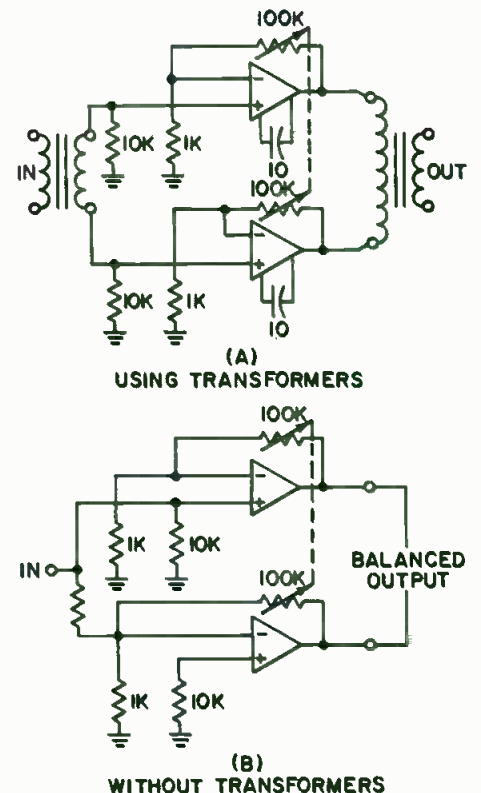 100K
10K
1K
IN
10
OUT
100K
10K
1K
10
(A)
USING TRANSFORMERS
100K
1K
10K
IN
BALANCED
OUTPUT
100K
1K
10K
(B)
WITHOUT TRANSFORMERS